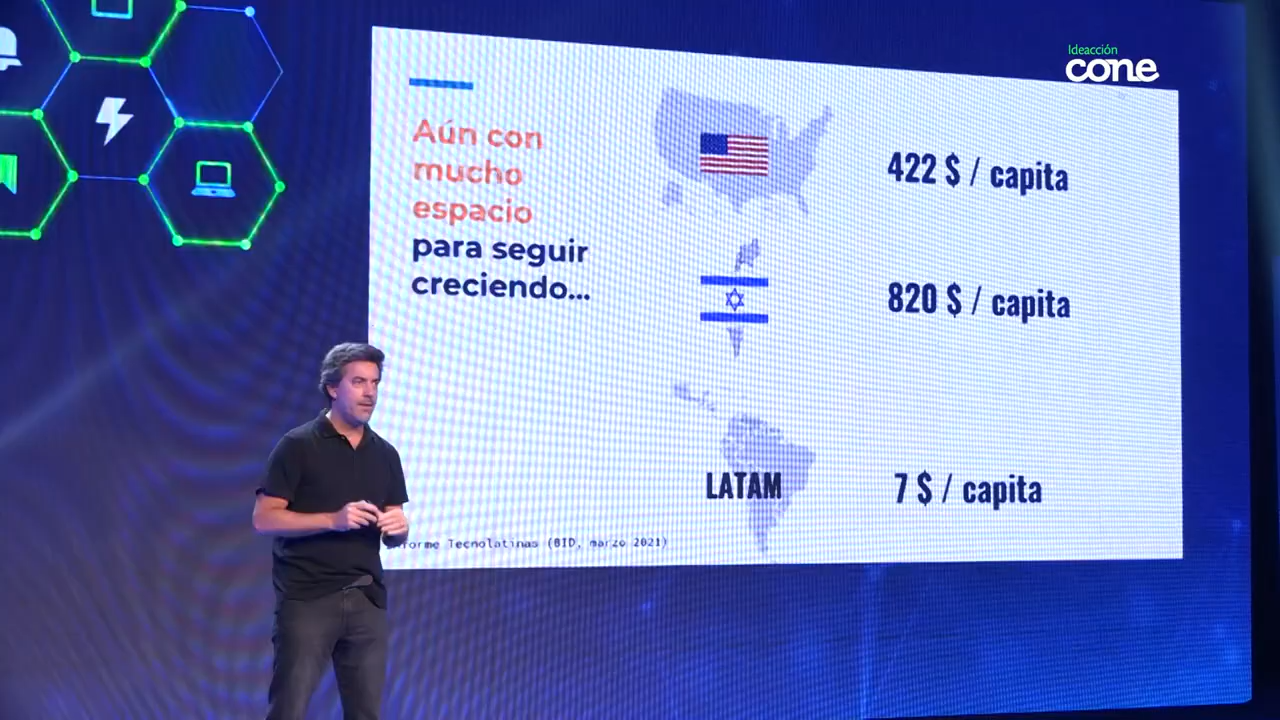 Ideacción
cone
Aún con
mucho
espacio
para seguir
creciendo...
422 $ / capita
820 $ / capita
LATAM
7 $ / capita
orme Tecnolatinas (BID, marzo 2021)